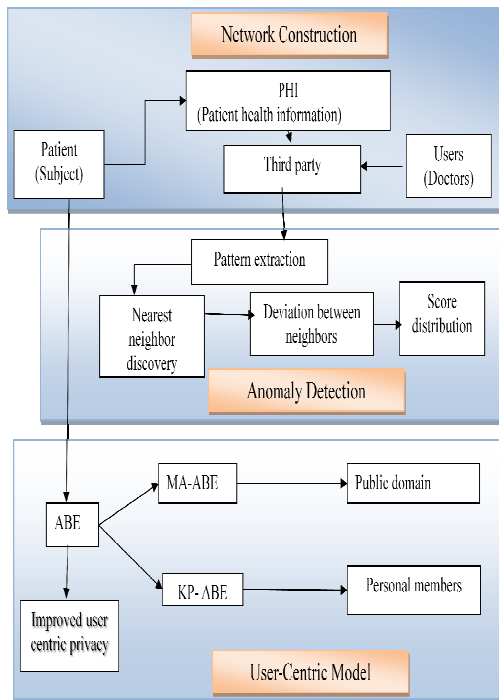 Network Construction
PHI
(Patient health information)
Patient
(Subject)
Third party
Users
(Doctors)
Pattern extraction
Nearest
neighbor
discovery
Deviation between
neighbors
Score
distribution
Anomaly Detection
MA-ABE
Public domain
ABE
KP- ABE
Personal members
Improved user
centric privacy
User-Centric Model